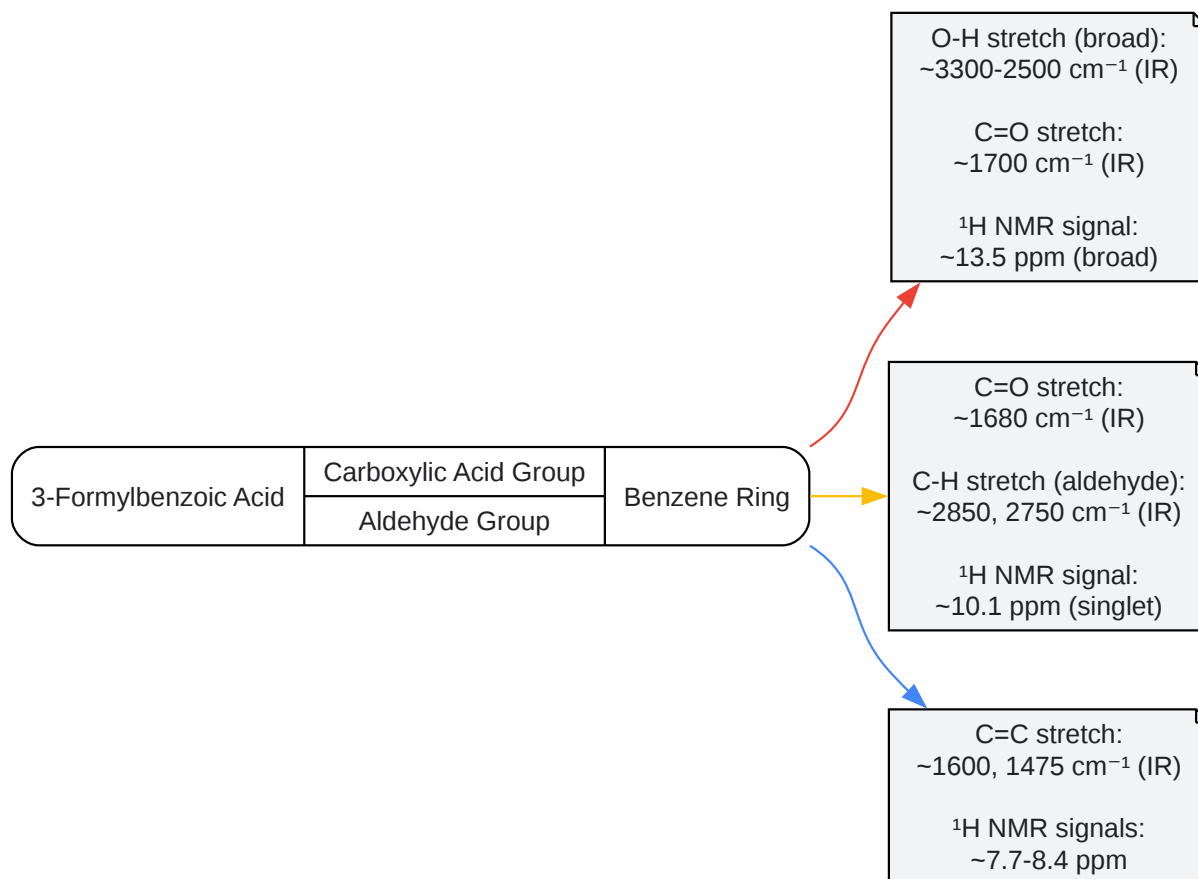 O-H stretch (broad):
~3300-2500 cm⁻¹ (IR)
C=O stretch:
~1700 cm⁻¹ (IR)
¹H NMR signal:
~13.5 ppm (broad)
3-Formylbenzoic Acid
Carboxylic Acid Group
Aldehyde Group
Benzene Ring
C=O stretch:
~1680 cm⁻¹ (IR)
C-H stretch (aldehyde):
~2850, 2750 cm⁻¹ (IR)
¹H NMR signal:
~10.1 ppm (singlet)
C=C stretch:
~1600, 1475 cm⁻¹ (IR)
¹H NMR signals:
~7.7-8.4 ppm